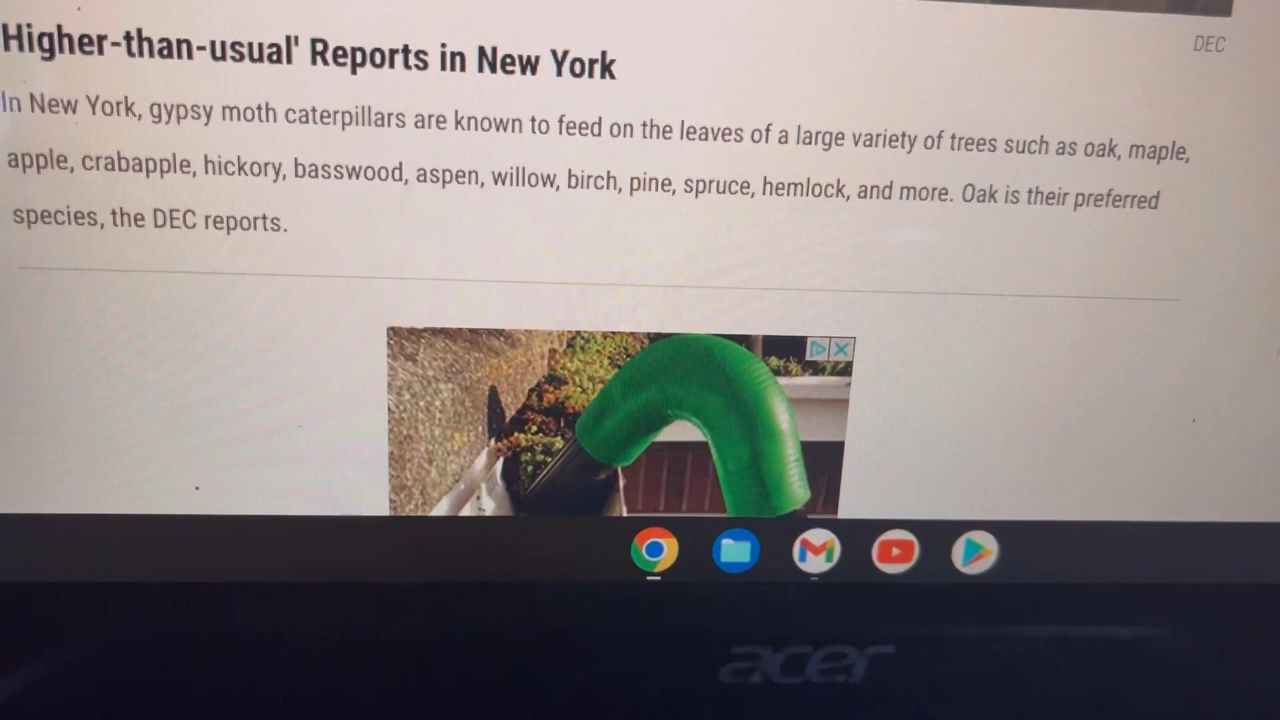 DEC
Higher-than-usual' Reports in New York
In New York, gypsy moth caterpillars are known to feed on the leaves of a large variety of trees such as oak, maple,
apple, crabapple, hickory, basswood, aspen, willow, birch, pine, spruce, hemlock, and more. Oak is their preferred
species, the DEC reports.
acer